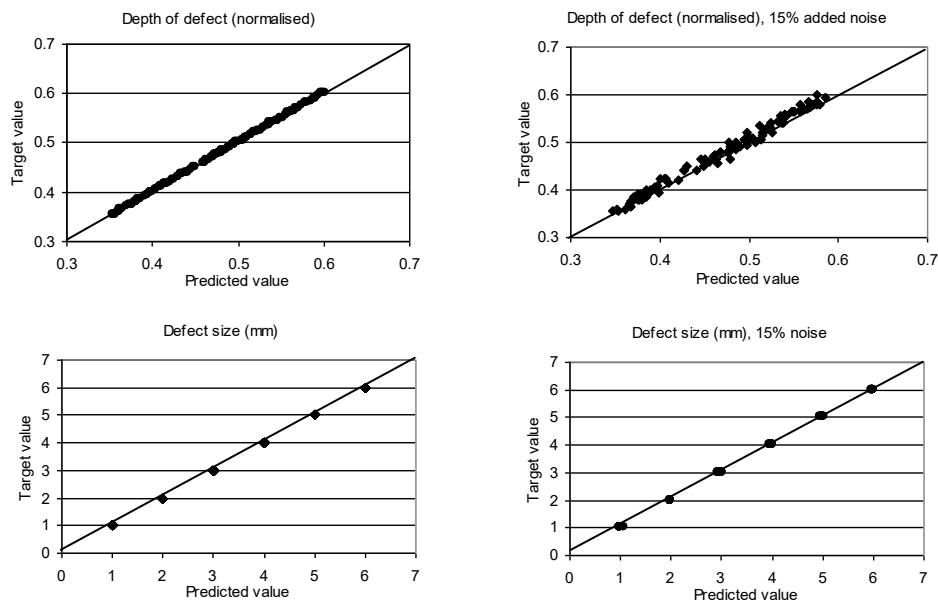 Depth of defect (normalised)
0.7
0.6
0.5
0.4
0.3
Target value
0.3 0.4 0.5 0.6 0.7
Predicted value
Depth of defect (normalised), 15% added noise
0.7
0.6
0.5
0.4
0.3
Target value
0.3 0.4 0.5 0.6 0.7
Predicted value
Defect size (mm)
7
6
5
4
3
2
1
0
Target value
0 1 2 3 4 5 6 7
Predicted value
Defect size (mm), 15% noise
7
6
5
4
3
2
1
0
Target value
0 1 2 3 4 5 6 7
Predicted value